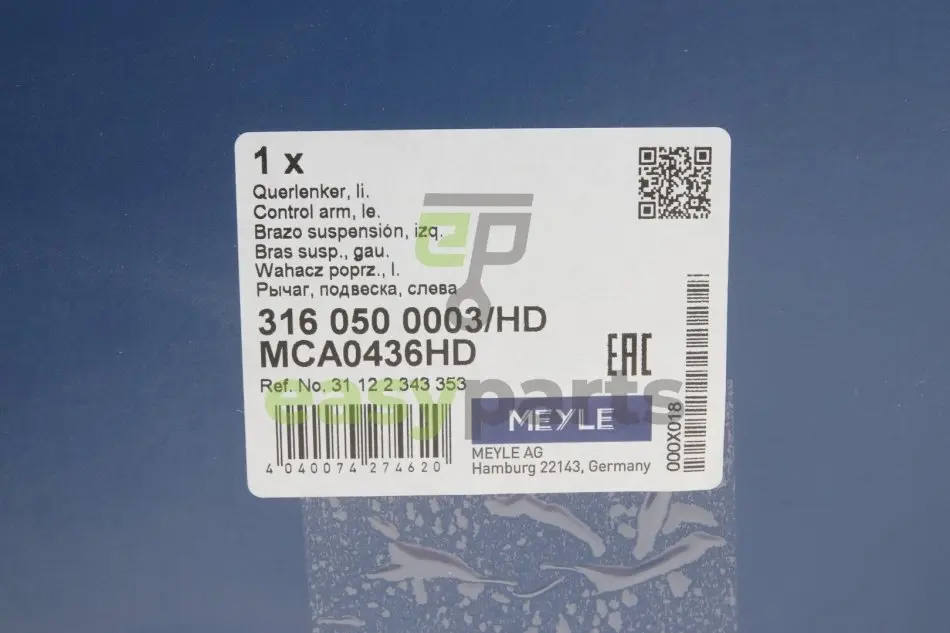 1 x
Querlenker, li.
Control arm, le.
Brazo suspensión, izq.
Bras susp., gau.
Wahacz poprz., l.
Рычаг, подвеска, слева
316 050 0003/HD
MCA0436HD
Ref. No. 31 12 2 343 353
4 040074 274620
EAC
MEYLE
MEYLE AG
Hamburg 22143, Germany
000X018
ep
easyparts